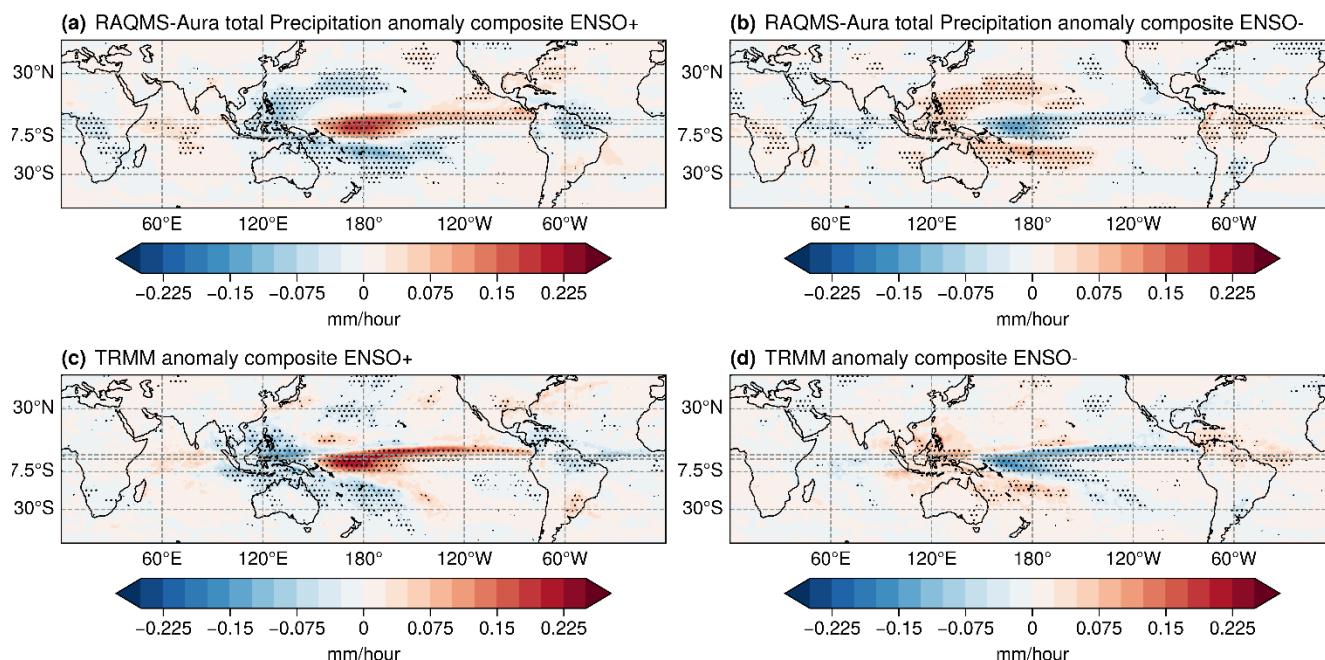 (a) RAQMS-Aura total Precipitation anomaly composite ENSO+
30°N
7.5°S
30°S
60°E 120°E 180° 120°W 60°W
−0.225 −0.15 −0.075 0 0.075 0.15 0.225
mm/hour
(b) RAQMS-Aura total Precipitation anomaly composite ENSO-
30°N
7.5°S
30°S
60°E 120°E 180° 120°W 60°W
−0.225 −0.15 −0.075 0 0.075 0.15 0.225
mm/hour
(c) TRMM anomaly composite ENSO+
30°N
7.5°S
30°S
60°E 120°E 180° 120°W 60°W
−0.225 −0.15 −0.075 0 0.075 0.15 0.225
mm/hour
(d) TRMM anomaly composite ENSO-
30°N
7.5°S
30°S
60°E 120°E 180° 120°W 60°W
−0.225 −0.15 −0.075 0 0.075 0.15 0.225
mm/hour